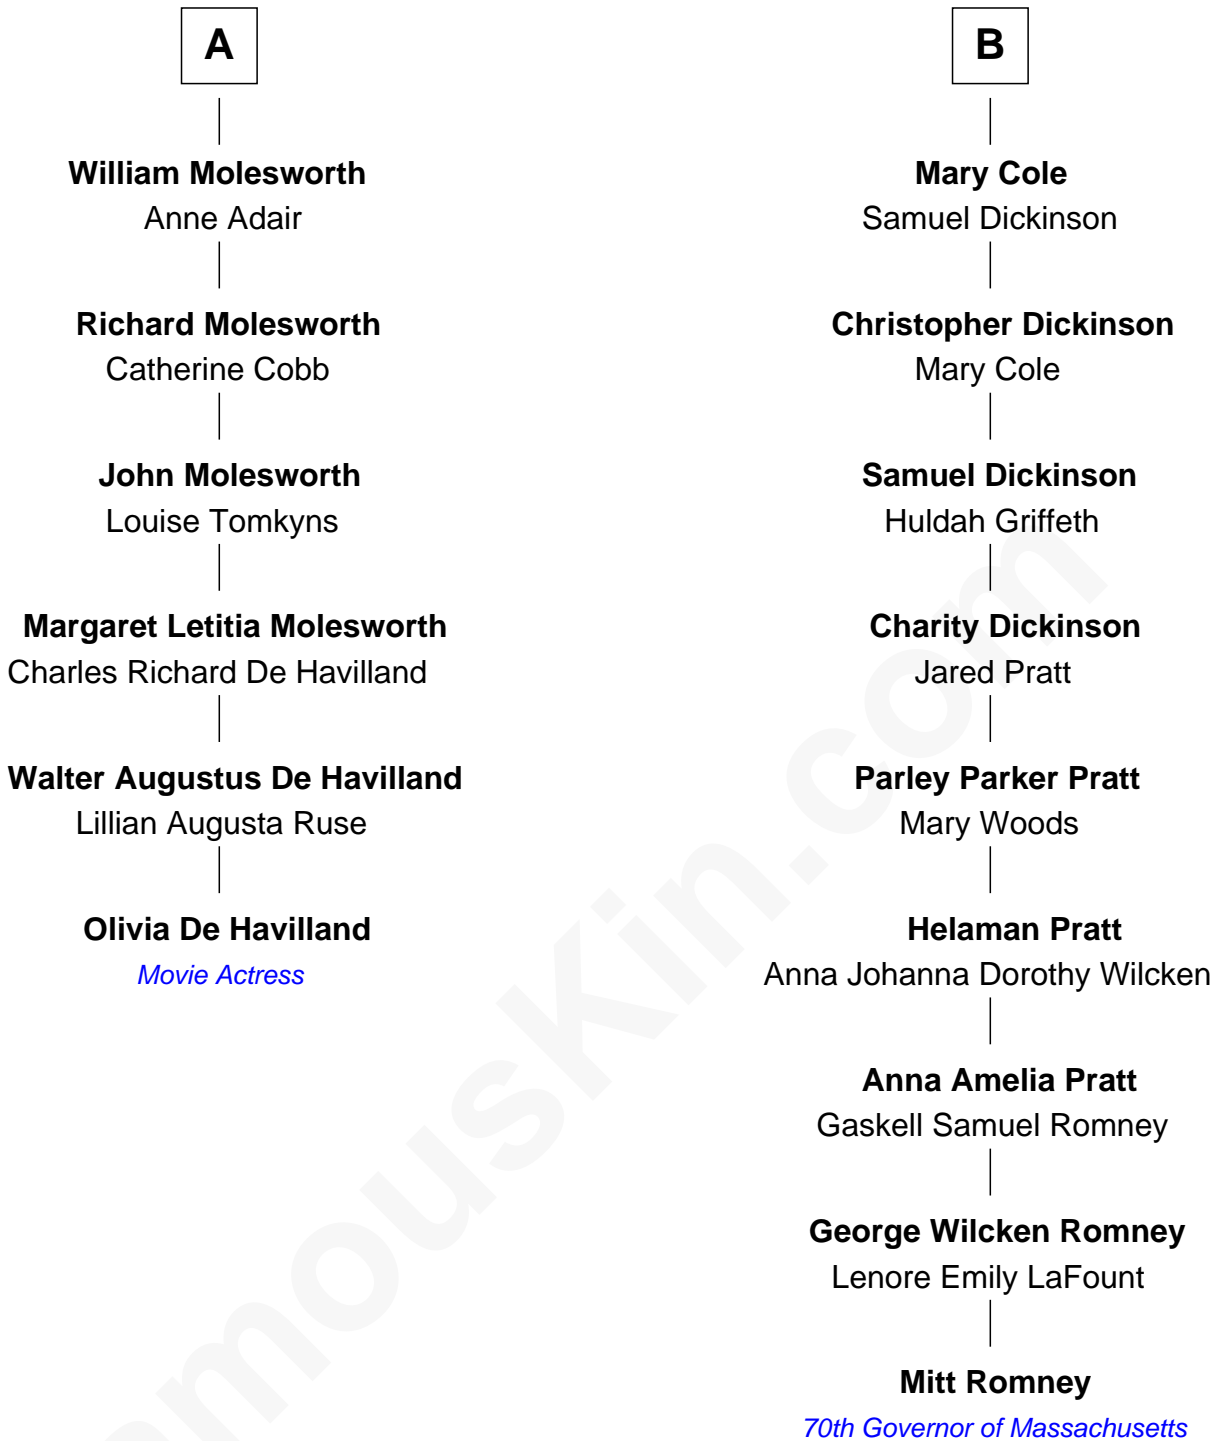 A
William Molesworth
Anne Adair
Richard Molesworth
Catherine Cobb
John Molesworth
Louise Tomkyns
Margaret Letitia Molesworth
Charles Richard De Havilland
Walter Augustus De Havilland
Lillian Augusta Ruse
Olivia De Havilland
Movie Actress
B
Mary Cole
Samuel Dickinson
Christopher Dickinson
Mary Cole
Samuel Dickinson
Huldah Griffeth
Charity Dickinson
Jared Pratt
Parley Parker Pratt
Mary Woods
Helaman Pratt
Anna Johanna Dorothy Wilcken
Anna Amelia Pratt
Gaskell Samuel Romney
George Wilcken Romney
Lenore Emily LaFount
Mitt Romney
70th Governor of Massachusetts
amousKin.com